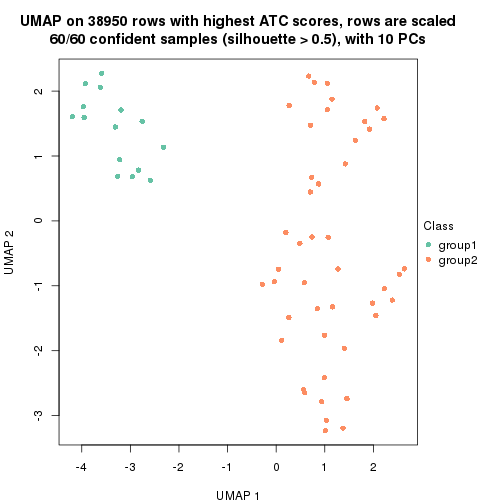 UMAP on 38950 rows with highest ATC scores, rows are scaled
60/60 confident samples (silhouette > 0.5), with 10 PCs
2
1
0
-1
-2
-3
UMAP 2
-4
-3
-2
-1
0
1
2
UMAP 1
Class
group1
group2